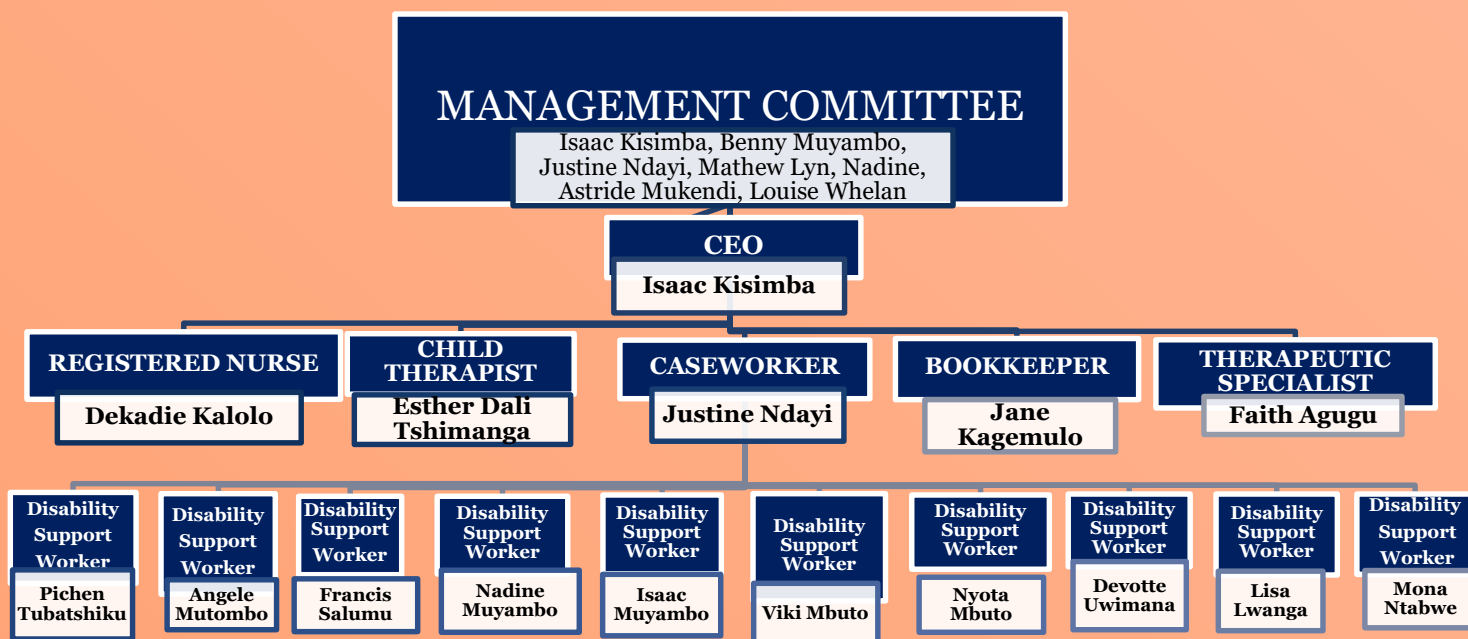 MANAGEMENT COMMITTEE
Isaac Kisimba, Benny Muyambo,
Justine Ndayi, Mathew Lyn, Nadine,
Astride Mukendi, Louise Whelan
CEO
Isaac Kisimba
REGISTERED NURSE
Dekadie Kalolo
CHILD
THERAPIST
Esther Dali
Tshimanga
CASEWORKER
Justine Ndayi
BOOKKEEPER
Jane
Kagemulo
THERAPEUTIC
SPECIALIST
Faith Agugu
Disability
Support
Worker
Pichen
Tubatshiku
Disability
Support
Worker
Angele
Mutombo
Disability
Support
Worker
Francis
Salumu
Disability
Support
Worker
Nadine
Muyambo
Disability
Support
Worker
Isaac
Muyambo
Disability
Support
Worker
Viki Mbuto
Disability
Support
Worker
Nyota
Mbuto
Disability
Support
Worker
Devotte
Uwimana
Disability
Support
Worker
Lisa
Lwanga
Disability
Support
Worker
Mona
Ntabwe